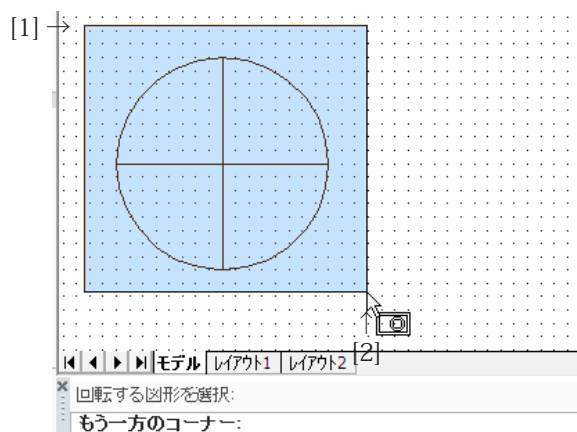 [1]
[2]
モデル レイアウト1 レイアウト2
回転する図形を選択:
もう一方のコーナー: